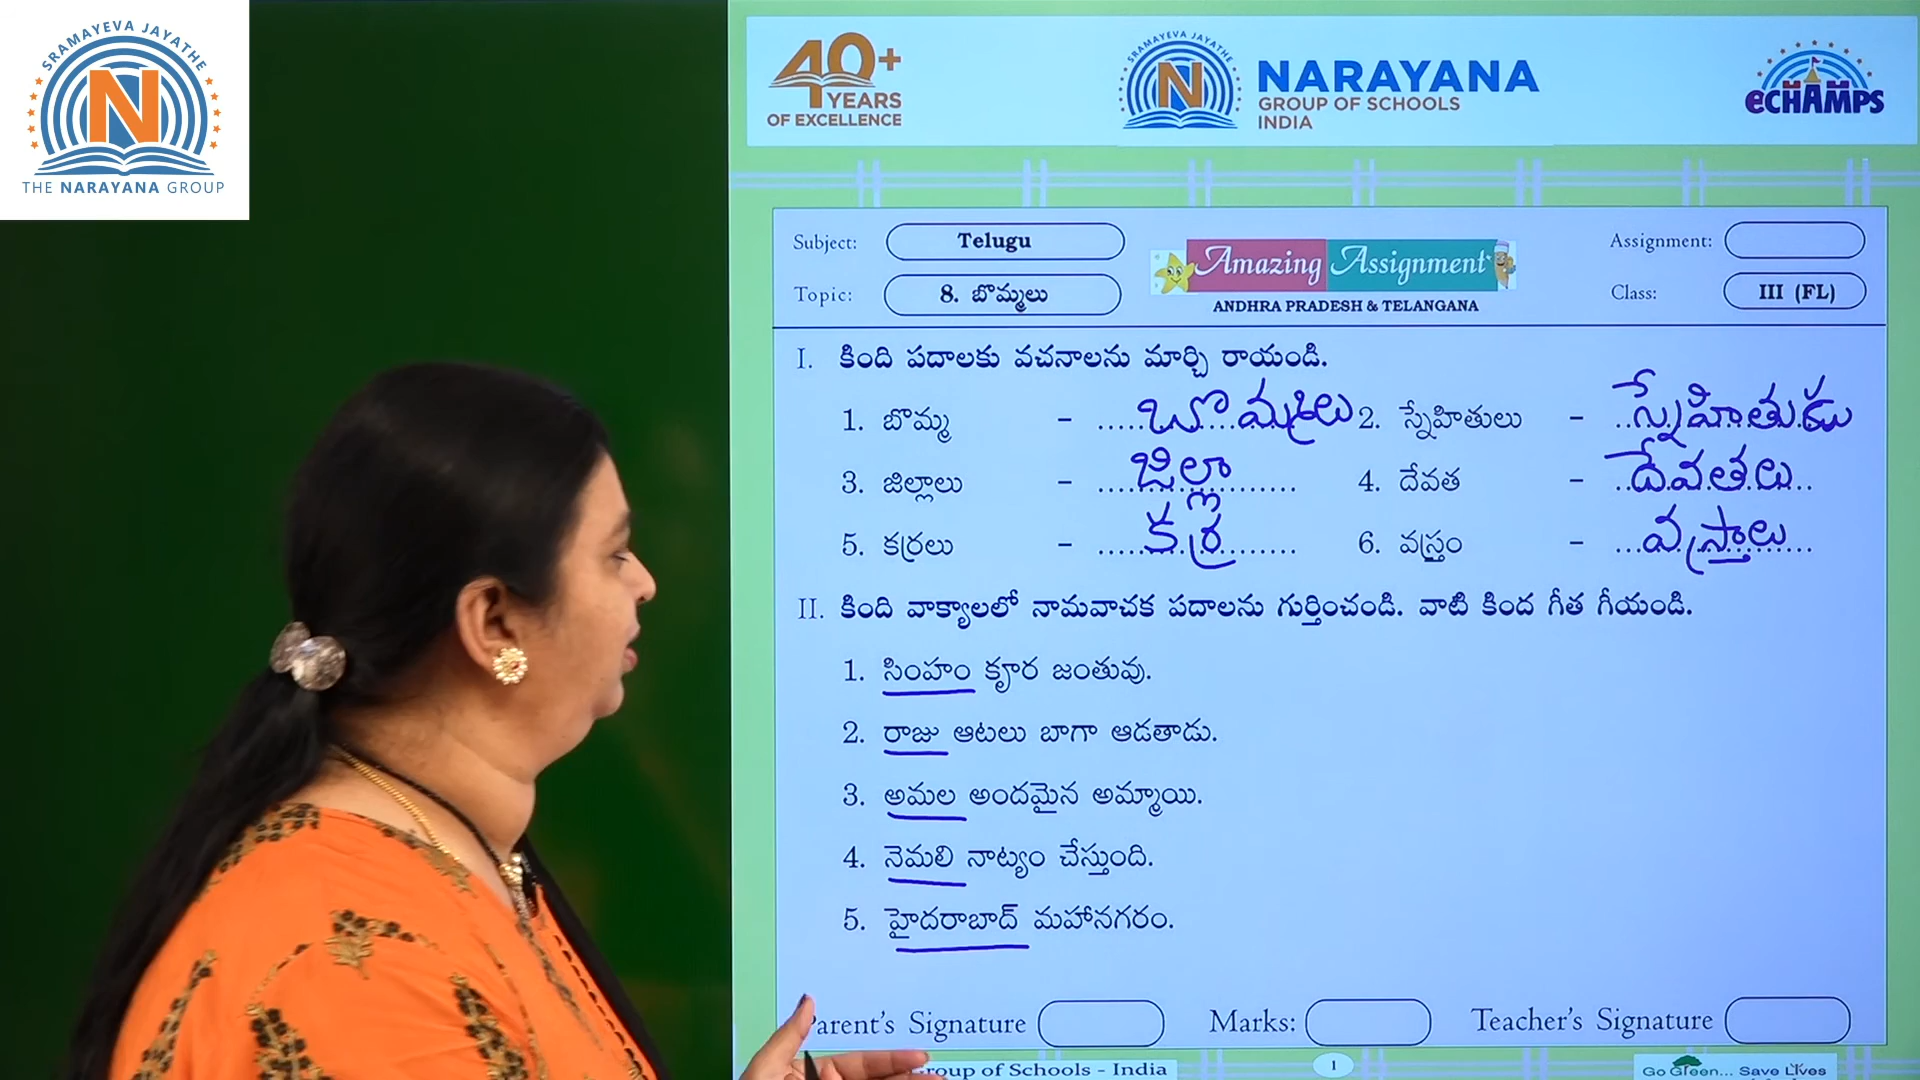 SRAMAYEVA JAYATHE
N
THE NARAYANA GROUP
40+
YEARS
OF EXCELLENCE
SRAMAYEVA JAYATHE
N
NARAYANA
GROUP OF SCHOOLS
INDIA
eCHAMPS
Subject: Telugu
Topic: 8. బొమ్మలు
Amazing Assignment
ANDHRA PRADESH & TELANGANA
Assignment:
Class: III (FL)
I. కింది పదాలకు వచనాలను మార్చి రాయండి.
1. బొమ్మ - బొమ్మలు 2. స్నేహితులు - స్నేహితుడు
3. జిల్లాలు - జిల్లా 4. దేవత - దేవతలు
5. కర్రలు - కర్ర 6. వస్త్రం - వస్త్రాలు
II. కింది వాక్యాలలో నామవాచక పదాలను గుర్తించండి. వాటి కింద గీత గీయండి.
1. సింహం కౄర జంతువు.
2. రాజు ఆటలు బాగా ఆడతాడు.
3. అమల అందమైన అమ్మాయి.
4. నెమలి నాట్యం చేస్తుంది.
5. హైదరాబాద్ మహానగరం.
Parent's Signature Marks: Teacher's Signature
roup of Schools - India 1 Go Green... Save Lives